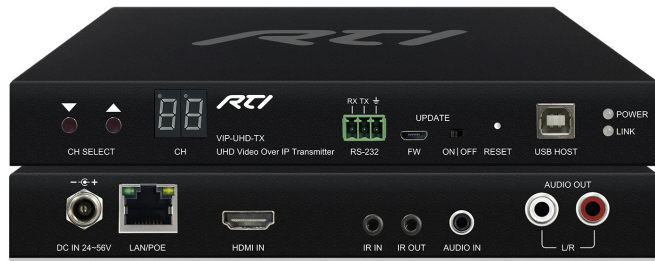 RTI
88
RTI
RX TX
UPDATE
POWER
LINK
VIP-UHD-TX
CH SELECT
CH
UHD Video Over IP Transmitter
RS-232
FW
ON|OFF
RESET
USB HOST
- +
AUDIO OUT
DC IN 24~56V
LAN/POE
HDMI IN
IR IN
IR OUT
AUDIO IN
L/R